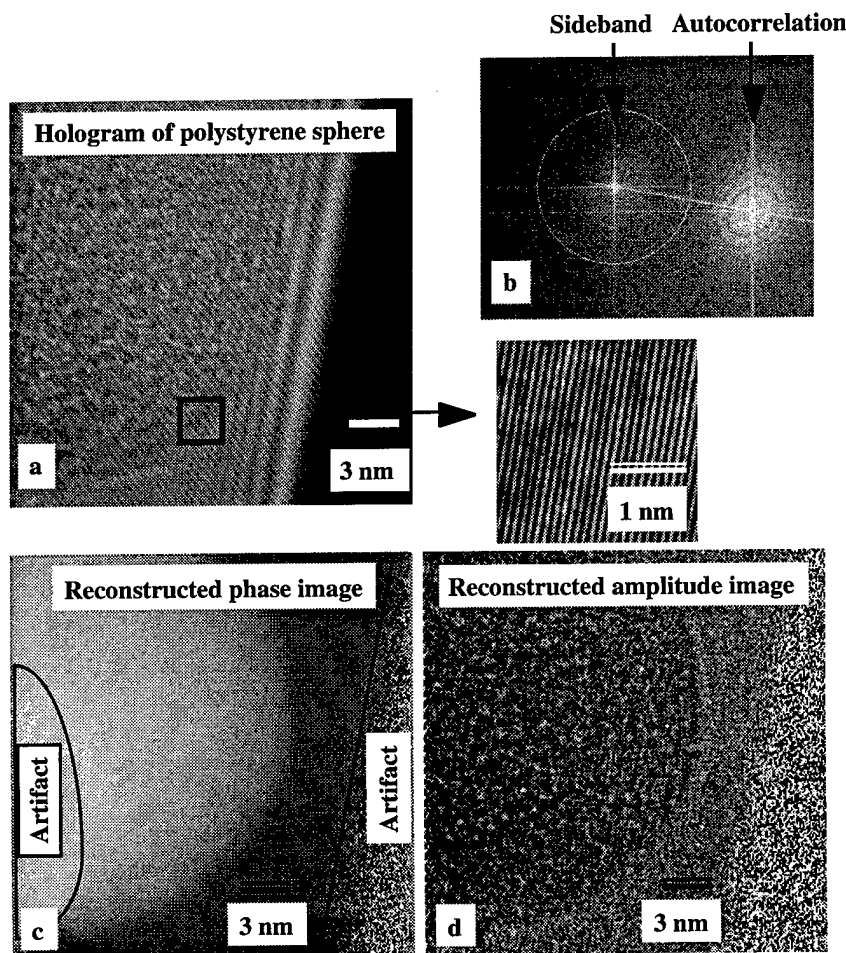 Sideband Autocorrelation
Hologram of polystyrene sphere
a
3 nm
b
1 nm
Reconstructed phase image
Artifact
Artifact
c
3 nm
Reconstructed amplitude image
d
3 nm